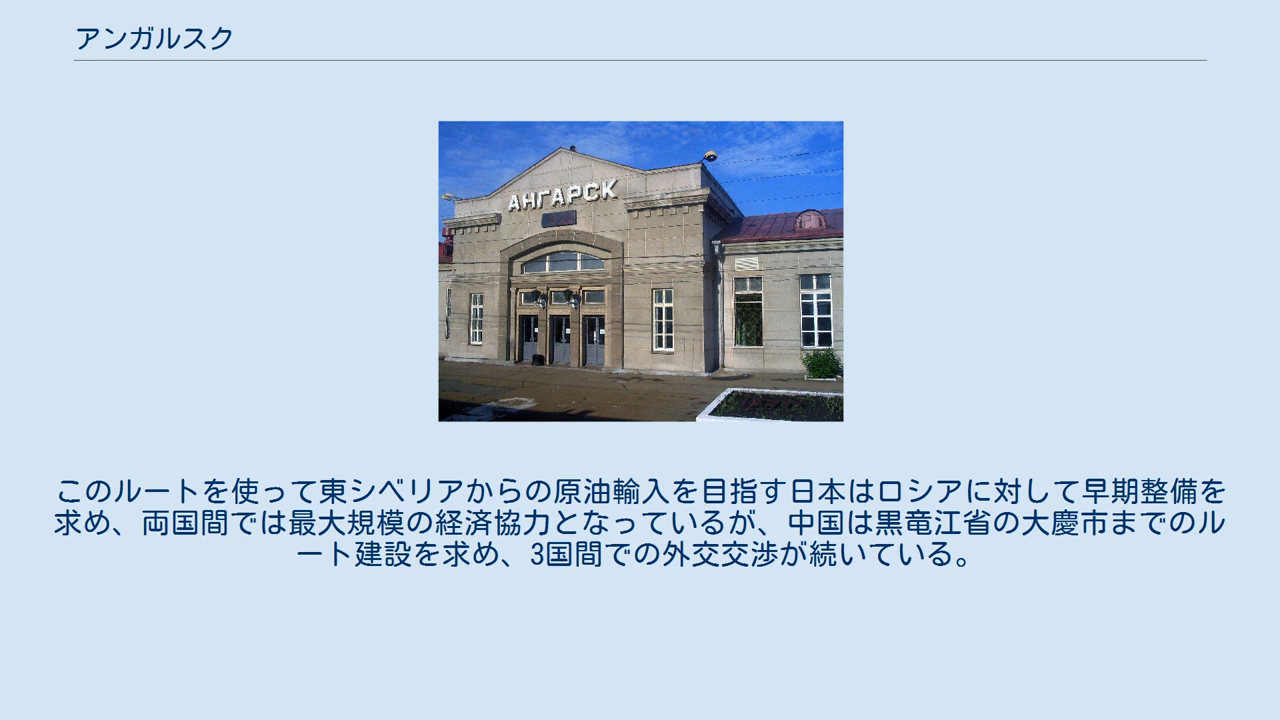 アンガルスク
АНГАРСК
このルートを使って東シベリアからの原油輸入を目指す日本はロシアに対して早期整備を
求め、両国間では最大規模の経済協力となっているが、中国は黒竜江省の大慶市までのル
ート建設を求め、3国間での外交交渉が続いている。